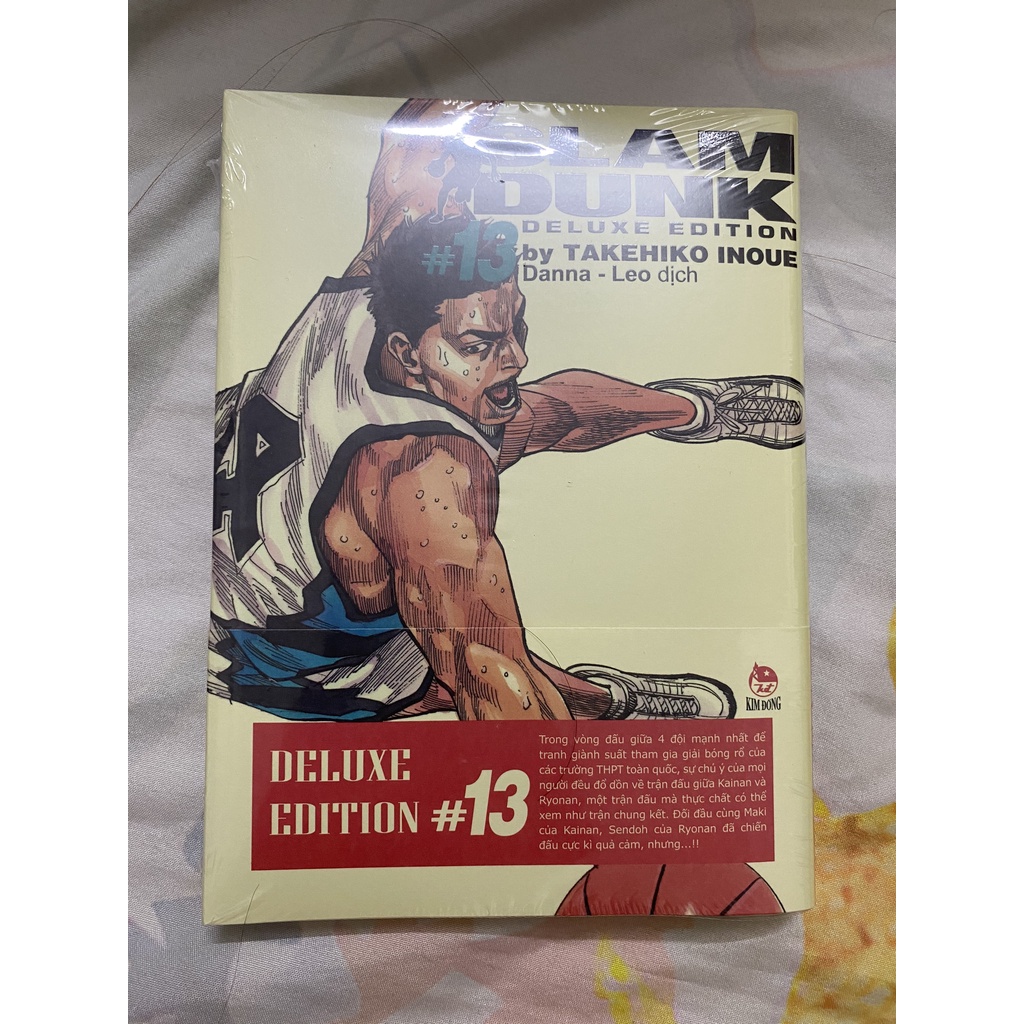 SLAM
DUNK
DELUXE EDITION
#13
by TAKEHIKO INOUE
Danna - Leo dịch
KIM ĐỒNG
DELUXE
EDITION #13
Trong vòng đấu giữa 4 đội mạnh nhất để
tranh giành suất tham gia giải bóng rổ của
các trường THPT toàn quốc, sự chú ý của mọi
người đều đổ dồn về trận đấu giữa Kainan và
Ryonan, một trận đấu mà thực chất có thể
xem như trận chung kết. Đối đầu cùng Maki
của Kainan, Sendoh của Ryonan đã chiến
đấu cực kì quả cảm, nhưng...!!